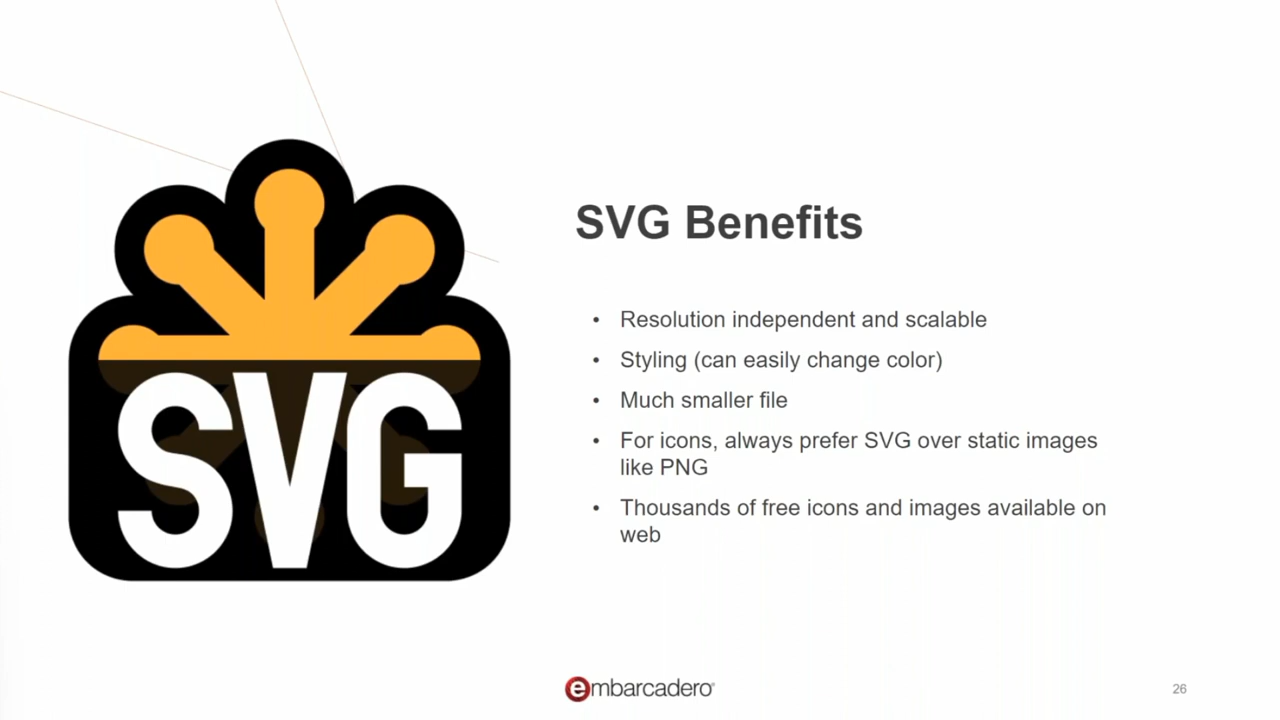 SVG
SVG Benefits
• Resolution independent and scalable
• Styling (can easily change color)
• Much smaller file
• For icons, always prefer SVG over static images
like PNG
• Thousands of free icons and images available on
web
embarcadero®
26